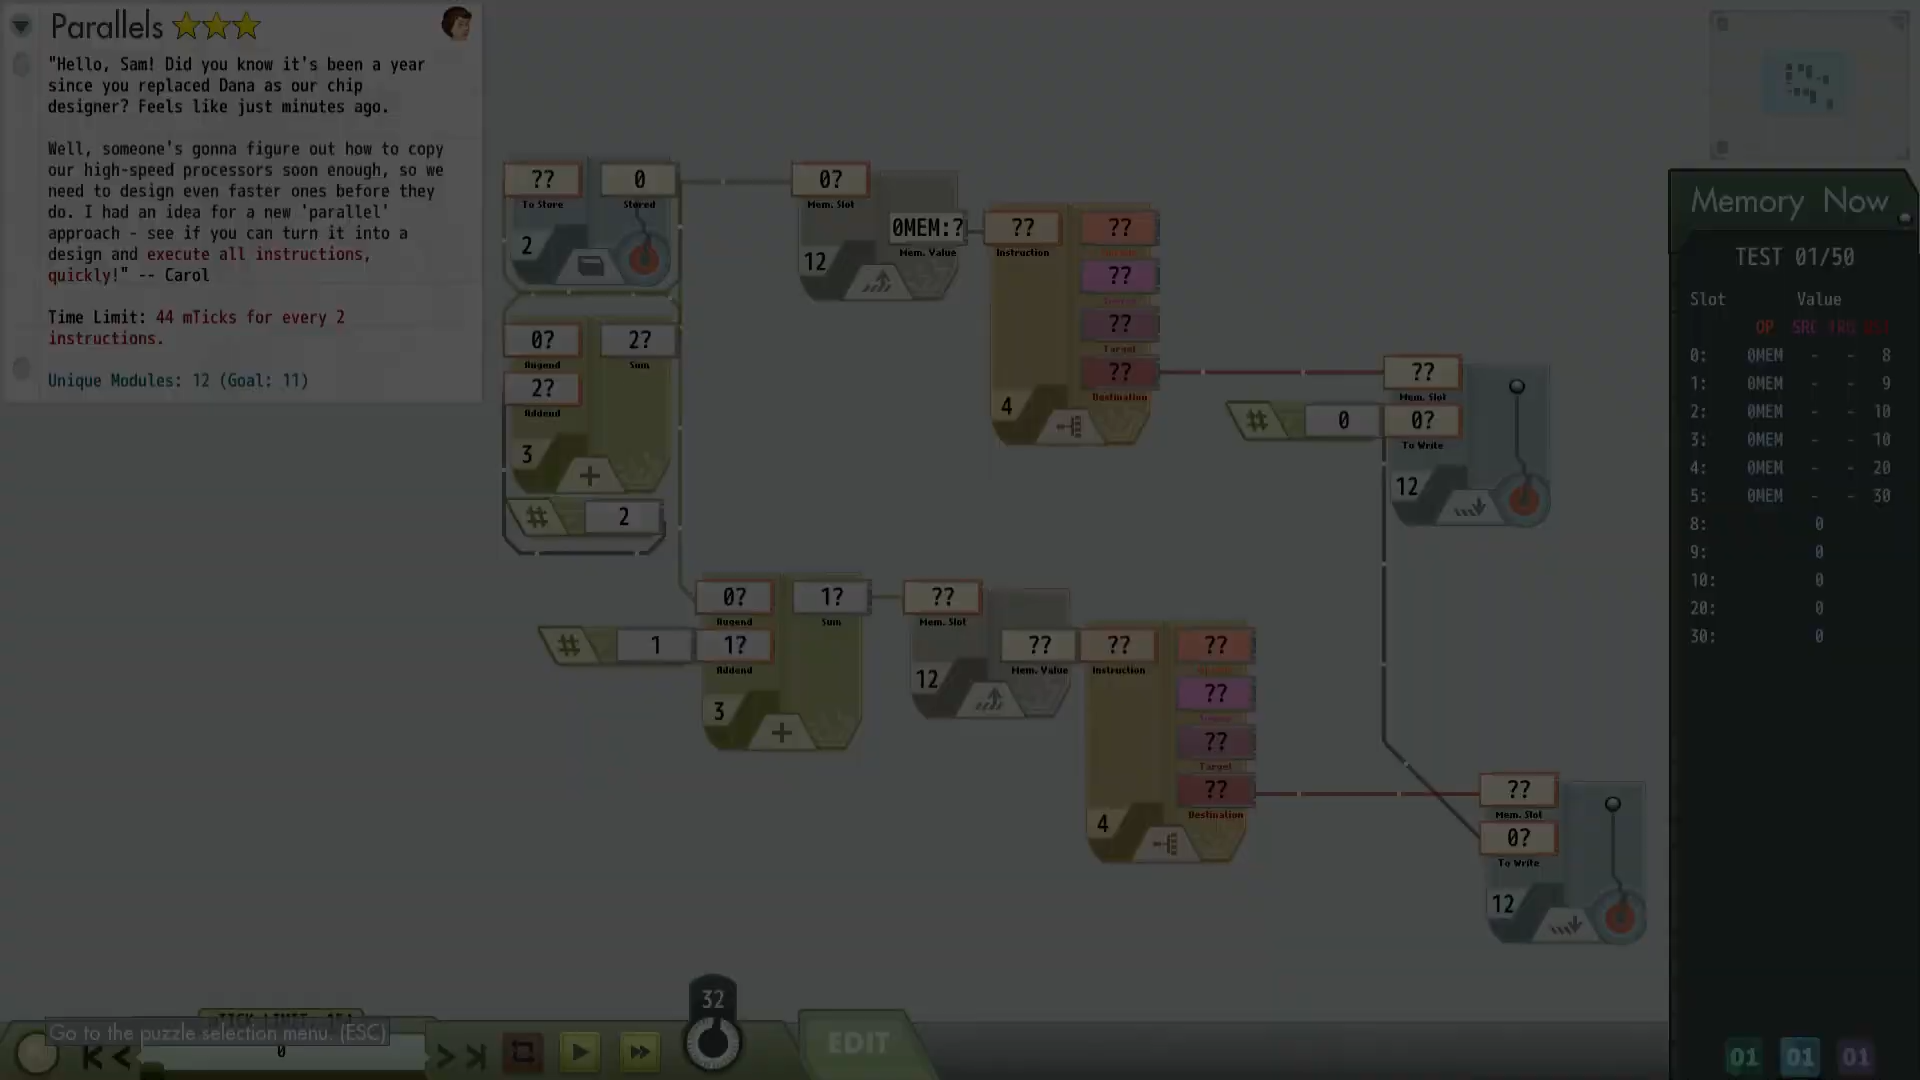 Parallels
"Hello, Sam! Did you know it's been a year
since you replaced Dana as our chip
designer? Feels like just minutes ago.
Well, someone's gonna figure out how to copy
our high-speed processors soon enough, so we
need to design even faster ones before they
do. I had an idea for a new 'parallel'
approach - see if you can turn it into a
design and execute all instructions,
quickly!" -- Carol
Time Limit: 44 mTicks for every 2
instructions.
Unique Modules: 12 (Goal: 11)
?? 0
To Store Stored
2
0? 2?
Augend Sum
2?
Addend
3
# 2
0?
Mem. Slot
0MEM:?
Mem. Value
12
?? ??
Instruction
??
??
Target
??
Destination
4
??
Mem. Slot
# 0 0?
To Write
12
0? 1?
Augend Sum
# 1 1?
Addend
3
??
Mem. Slot
??
Mem. Value
12
?? ??
Instruction
??
??
Target
??
Destination
4
??
Mem. Slot
0?
To Write
12
Memory Now
TEST 01/50
Slot Value
OP SRC TRG DST
0: 0MEM - - 8
1: 0MEM - - 9
2: 0MEM - - 10
3: 0MEM - - 10
4: 0MEM - - 20
5: 0MEM - - 30
8: 0
9: 0
10: 0
20: 0
30: 0
01 01 01
Go to the puzzle selection menu. (ESC)
0
32
EDIT